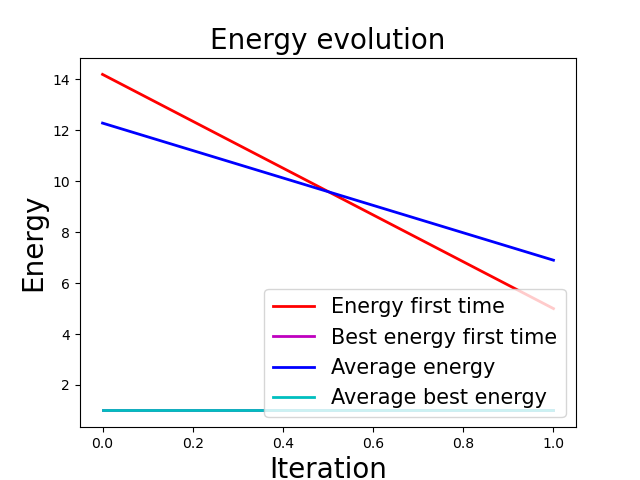 Energy evolution
14
12
10
8
6
4
2
Energy
Energy first time
Best energy first time
Average energy
Average best energy
0.0 0.2 0.4 0.6 0.8 1.0
Iteration